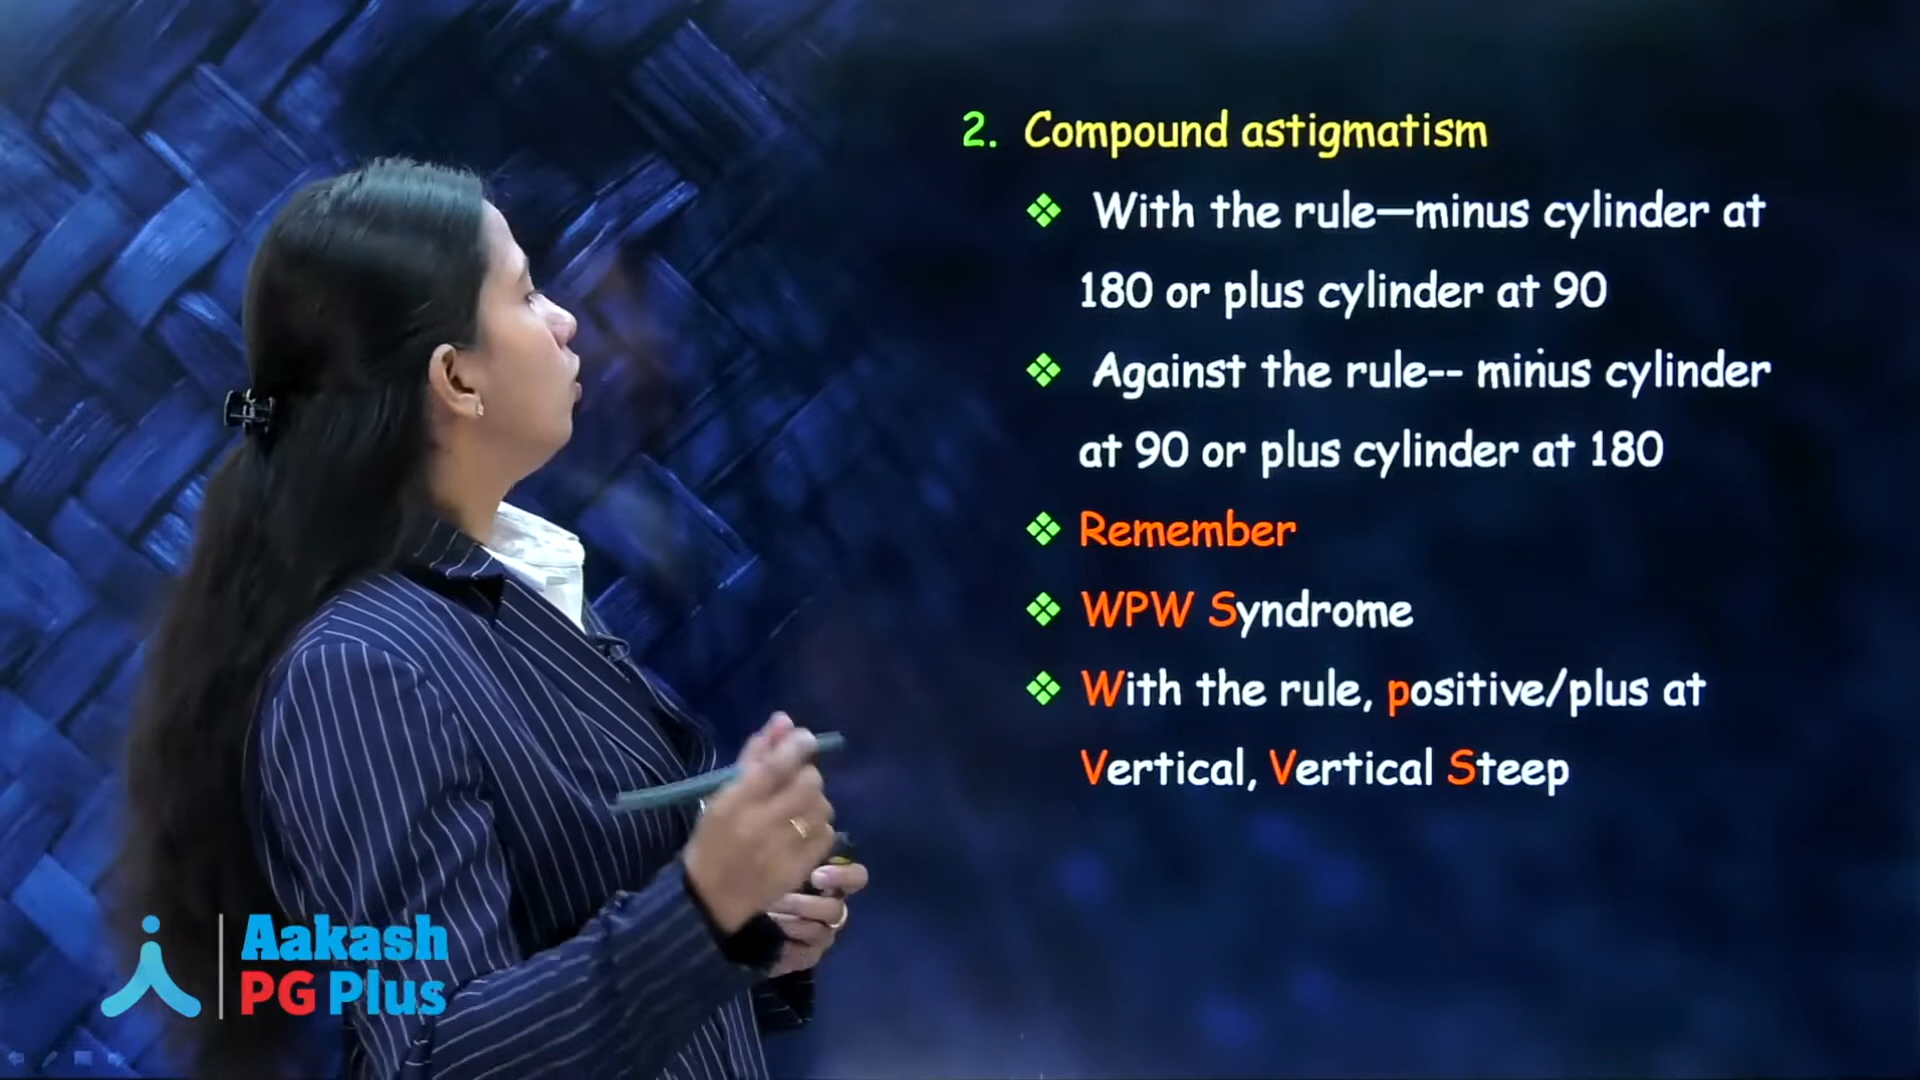 2. Compound astigmatism
With the rule—minus cylinder at
180 or plus cylinder at 90
Against the rule-- minus cylinder
at 90 or plus cylinder at 180
Remember
WPW Syndrome
With the rule, positive/plus at
Vertical, Vertical Steep
Aakash
PG Plus